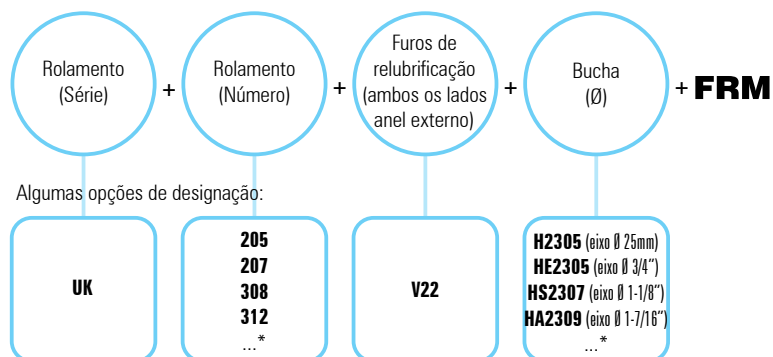 Rolamento
(Série)
+
Rolamento
(Número)
+
Furos de
relubrificação
(ambos os lados
anel externo)
+
Bucha
(Ø)
+ FRM
Algumas opções de designação:
UK
205
207
308
312
...*
V22
H2305 (eixo Ø 25mm)
HE2305 (eixo Ø 3/4˝)
HS2307 (eixo Ø 1-1/8˝)
HA2309 (eixo Ø 1-7/16˝)
...*